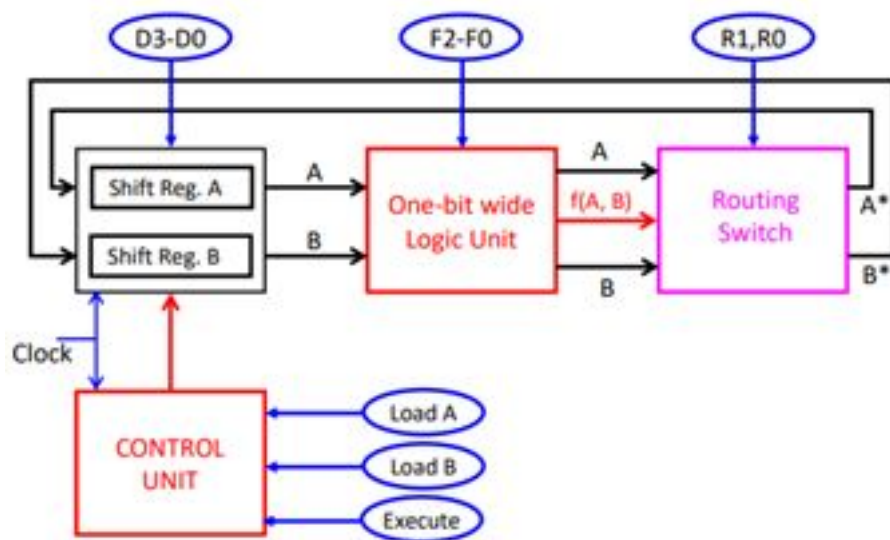 D3-D0
F2-F0
R1,R0
Shift Reg. A
Shift Reg. B
A
B
One-bit wide
Logic Unit
A
f(A, B)
B
Routing
Switch
A*
B*
Clock
CONTROL
UNIT
Load A
Load B
Execute